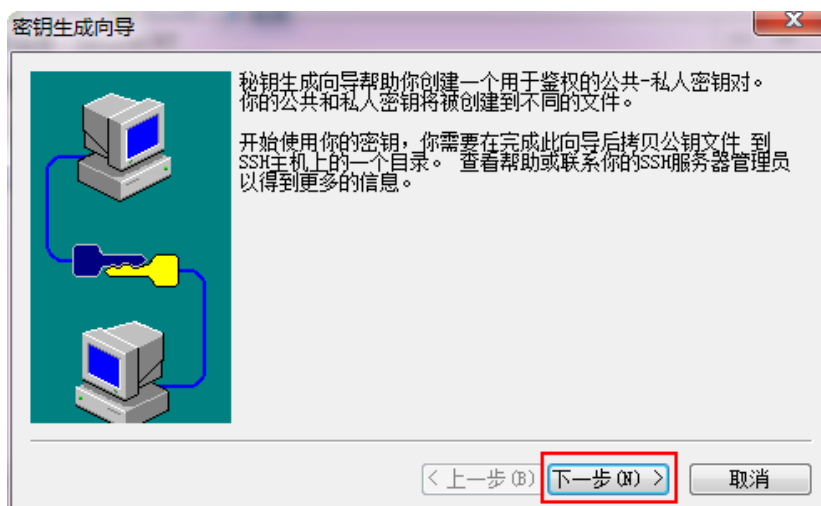 密钥生成向导
秘钥生成向导帮助你创建一个用于鉴权的公共-私人密钥对。
你的公共和私人密钥将被创建到不同的文件。
开始使用你的密钥，你需要在完成此向导后拷贝公钥文件 到
SSH主机上的一个目录。 查看帮助或联系你的SSH服务器管理员
以得到更多的信息。
< 上一步(B) 下一步(N) > 取消